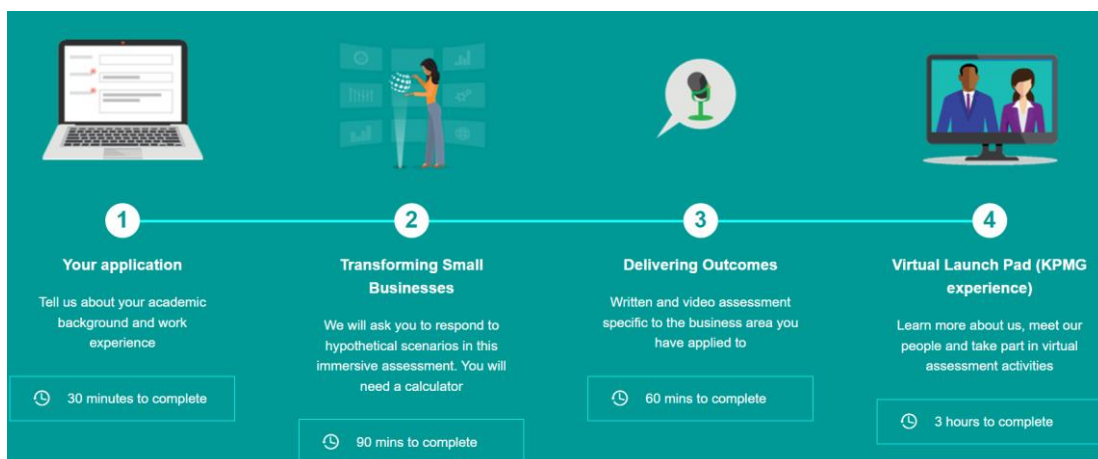 1
Your application
Tell us about your academic
background and work
experience
30 minutes to complete
2
Transforming Small
Businesses
We will ask you to respond to
hypothetical scenarios in this
immersive assessment. You will
need a calculator
90 mins to complete
3
Delivering Outcomes
Written and video assessment
specific to the business area you
have applied to
60 mins to complete
4
Virtual Launch Pad (KPMG
experience)
Learn more about us, meet our
people and take part in virtual
assessment activities
3 hours to complete